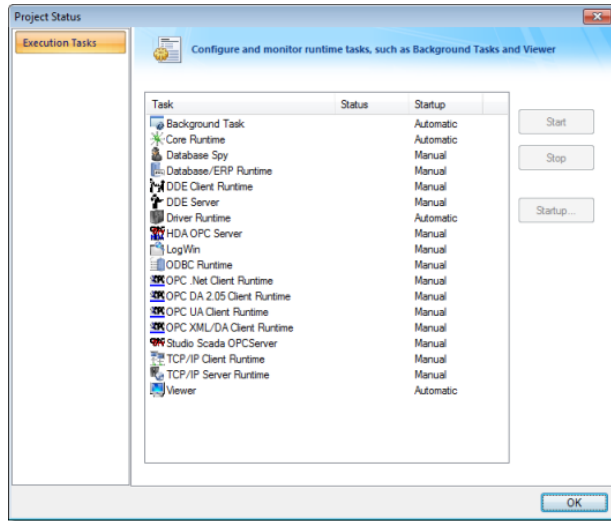 Project Status
Execution Tasks
Configure and monitor runtime tasks, such as Background Tasks and Viewer
Task Status Startup
Background Task Automatic
Core Runtime Automatic
Database Spy Manual
Database/ERP Runtime Manual
DDE Client Runtime Manual
DDE Server Manual
Driver Runtime Automatic
HDA OPC Server Manual
LogWin Manual
ODBC Runtime Manual
OPC .Net Client Runtime Manual
OPC DA 2.05 Client Runtime Manual
OPC UA Client Runtime Manual
OPC XML/DA Client Runtime Manual
Studio Scada OPCServer Manual
TCP/IP Client Runtime Manual
TCP/IP Server Runtime Manual
Viewer Automatic
Start
Stop
Startup...
OK